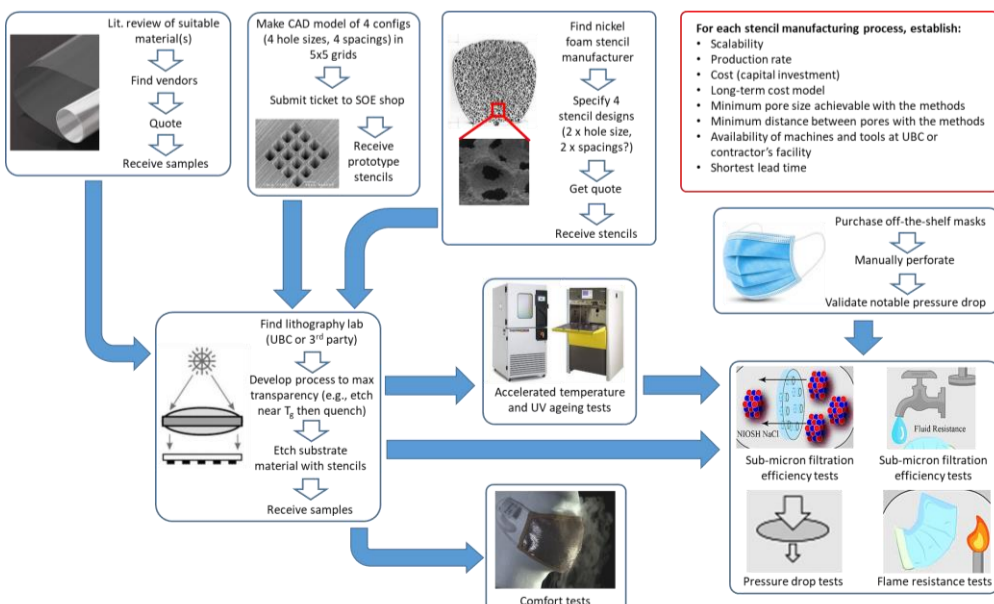 Lit. review of suitable
material(s)
Find vendors
Quote
Receive samples
Make CAD model of 4 configs
(4 hole sizes, 4 spacings) in
5x5 grids
Submit ticket to SOE shop
Receive
prototype
stencils
Find nickel
foam stencil
manufacturer
Specify 4
stencil designs
(2 x hole size,
2 x spacings?)
Get quote
Receive stencils
For each stencil manufacturing process, establish:
• Scalability
• Production rate
• Cost (capital investment)
• Long-term cost model
• Minimum pore size achievable with the methods
• Minimum distance between pores with the methods
• Availability of machines and tools at UBC or
contractor's facility
• Shortest lead time
Purchase off-the-shelf masks
Manually perforate
Validate notable pressure drop
Find lithography lab
(UBC or 3rd party)
Develop process to max
transparency (e.g., etch
near Tg then quench)
Etch substrate
material with stencils
Receive samples
Accelerated temperature
and UV ageing tests
NIOSH NaCl
Sub-micron filtration
efficiency tests
Fluid Resistance
Sub-micron filtration
efficiency tests
Pressure drop tests
Flame resistance tests
Comfort tests